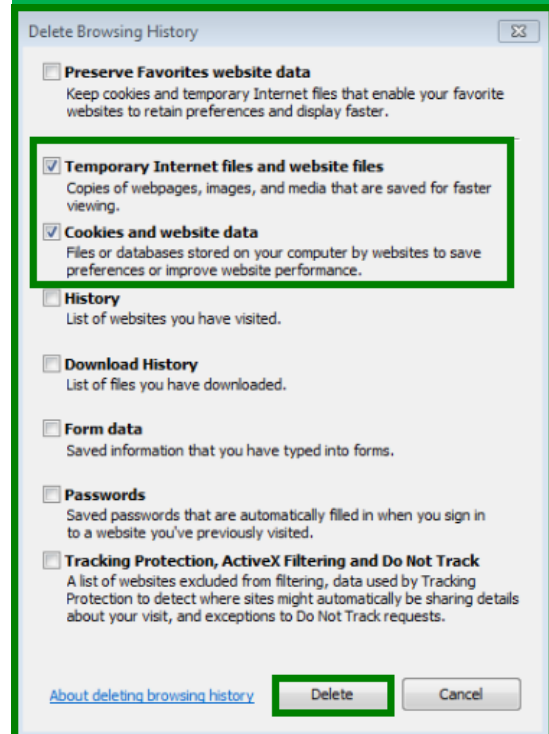 Delete Browsing History
Preserve Favorites website data
Keep cookies and temporary Internet files that enable your favorite
websites to retain preferences and display faster.
Temporary Internet files and website files
Copies of webpages, images, and media that are saved for faster
viewing.
Cookies and website data
Files or databases stored on your computer by websites to save
preferences or improve website performance.
History
List of websites you have visited.
Download History
List of files you have downloaded.
Form data
Saved information that you have typed into forms.
Passwords
Saved passwords that are automatically filled in when you sign in
to a website you've previously visited.
Tracking Protection, ActiveX Filtering and Do Not Track
A list of websites excluded from filtering, data used by Tracking
Protection to detect where sites might automatically be sharing details
about your visit, and exceptions to Do Not Track requests.
About deleting browsing history Delete Cancel